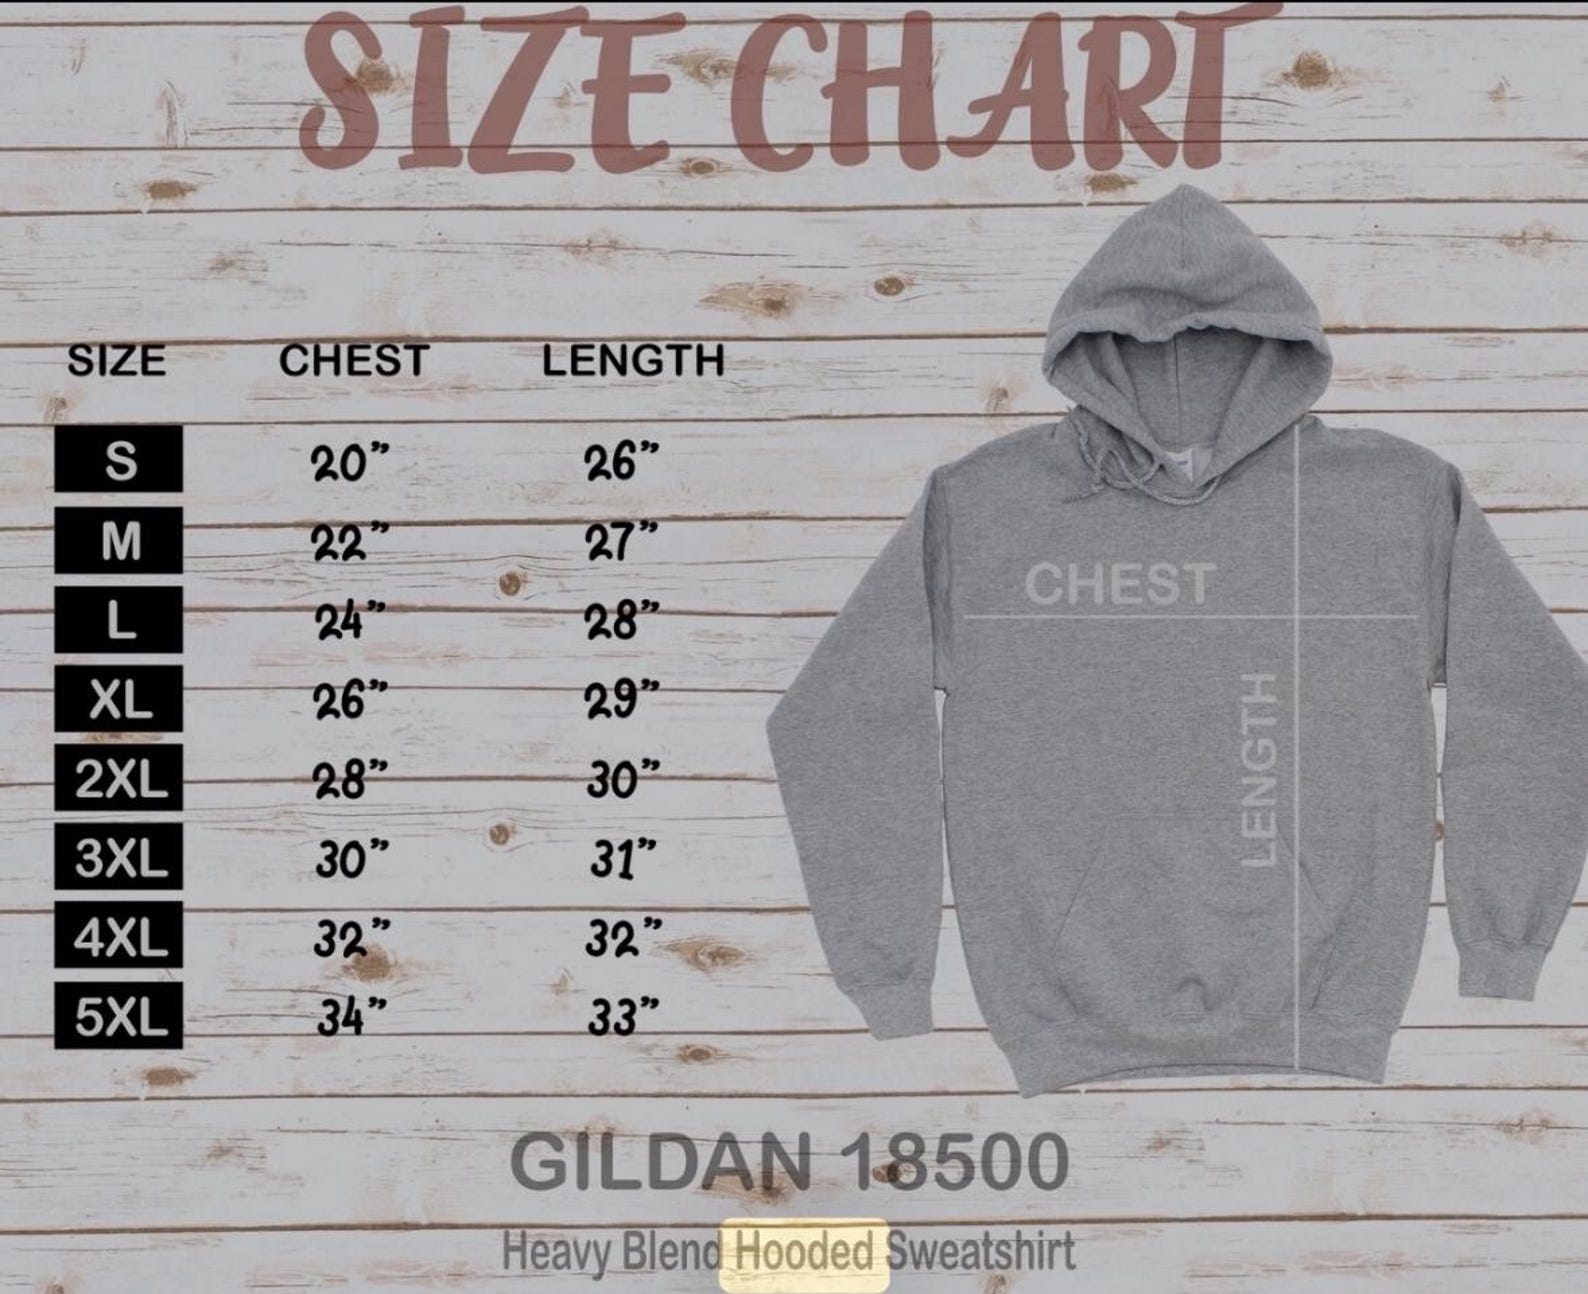 SIZE CHART
SIZE CHEST LENGTH
S 20” 26”
M 22” 27”
L 24” 28”
XL 26” 29”
2XL 28” 30”
3XL 30” 31”
4XL 32” 32”
5XL 34” 33”
CHEST
LENGTH
GILDAN 18500
Heavy Blend Hooded Sweatshirt